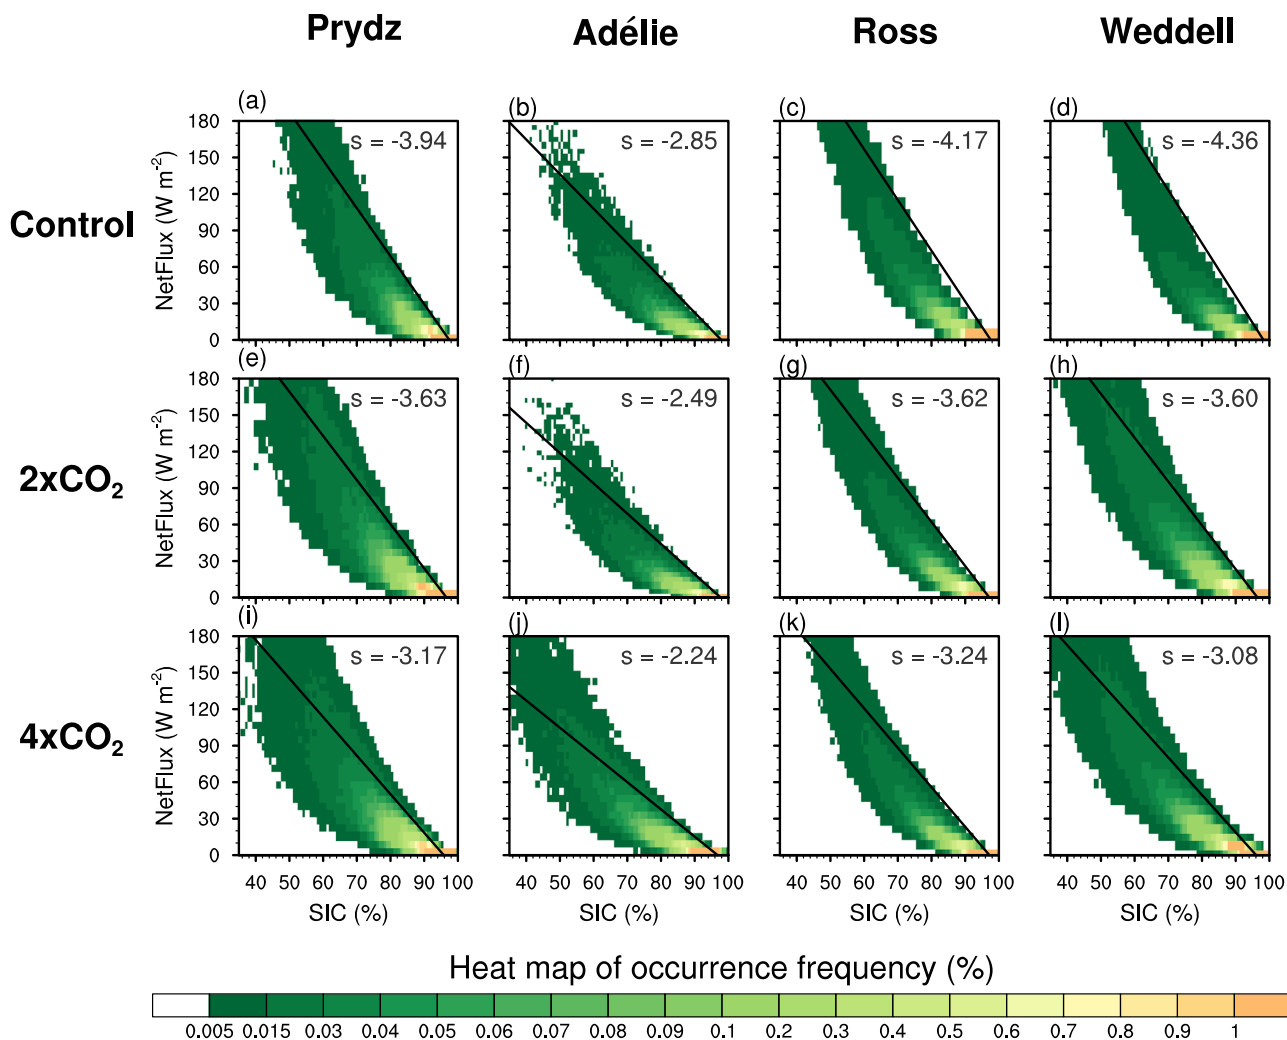 Prydz Adélie Ross Weddell
Control
(a) s = -3.94
(b) s = -2.85
(c) s = -4.17
(d) s = -4.36
NetFlux (W m-2)
180
150
120
90
60
30
0
2xCO2
(e) s = -3.63
(f) s = -2.49
(g) s = -3.62
(h) s = -3.60
NetFlux (W m-2)
180
150
120
90
60
30
0
4xCO2
(i) s = -3.17
(j) s = -2.24
(k) s = -3.24
(l) s = -3.08
NetFlux (W m-2)
180
150
120
90
60
30
0
40 50 60 70 80 90 100
40 50 60 70 80 90 100
40 50 60 70 80 90 100
40 50 60 70 80 90 100
SIC (%) SIC (%) SIC (%) SIC (%)
Heat map of occurrence frequency (%)
0.005 0.015 0.03 0.04 0.05 0.06 0.07 0.08 0.09 0.1 0.2 0.3 0.4 0.5 0.6 0.7 0.8 0.9 1